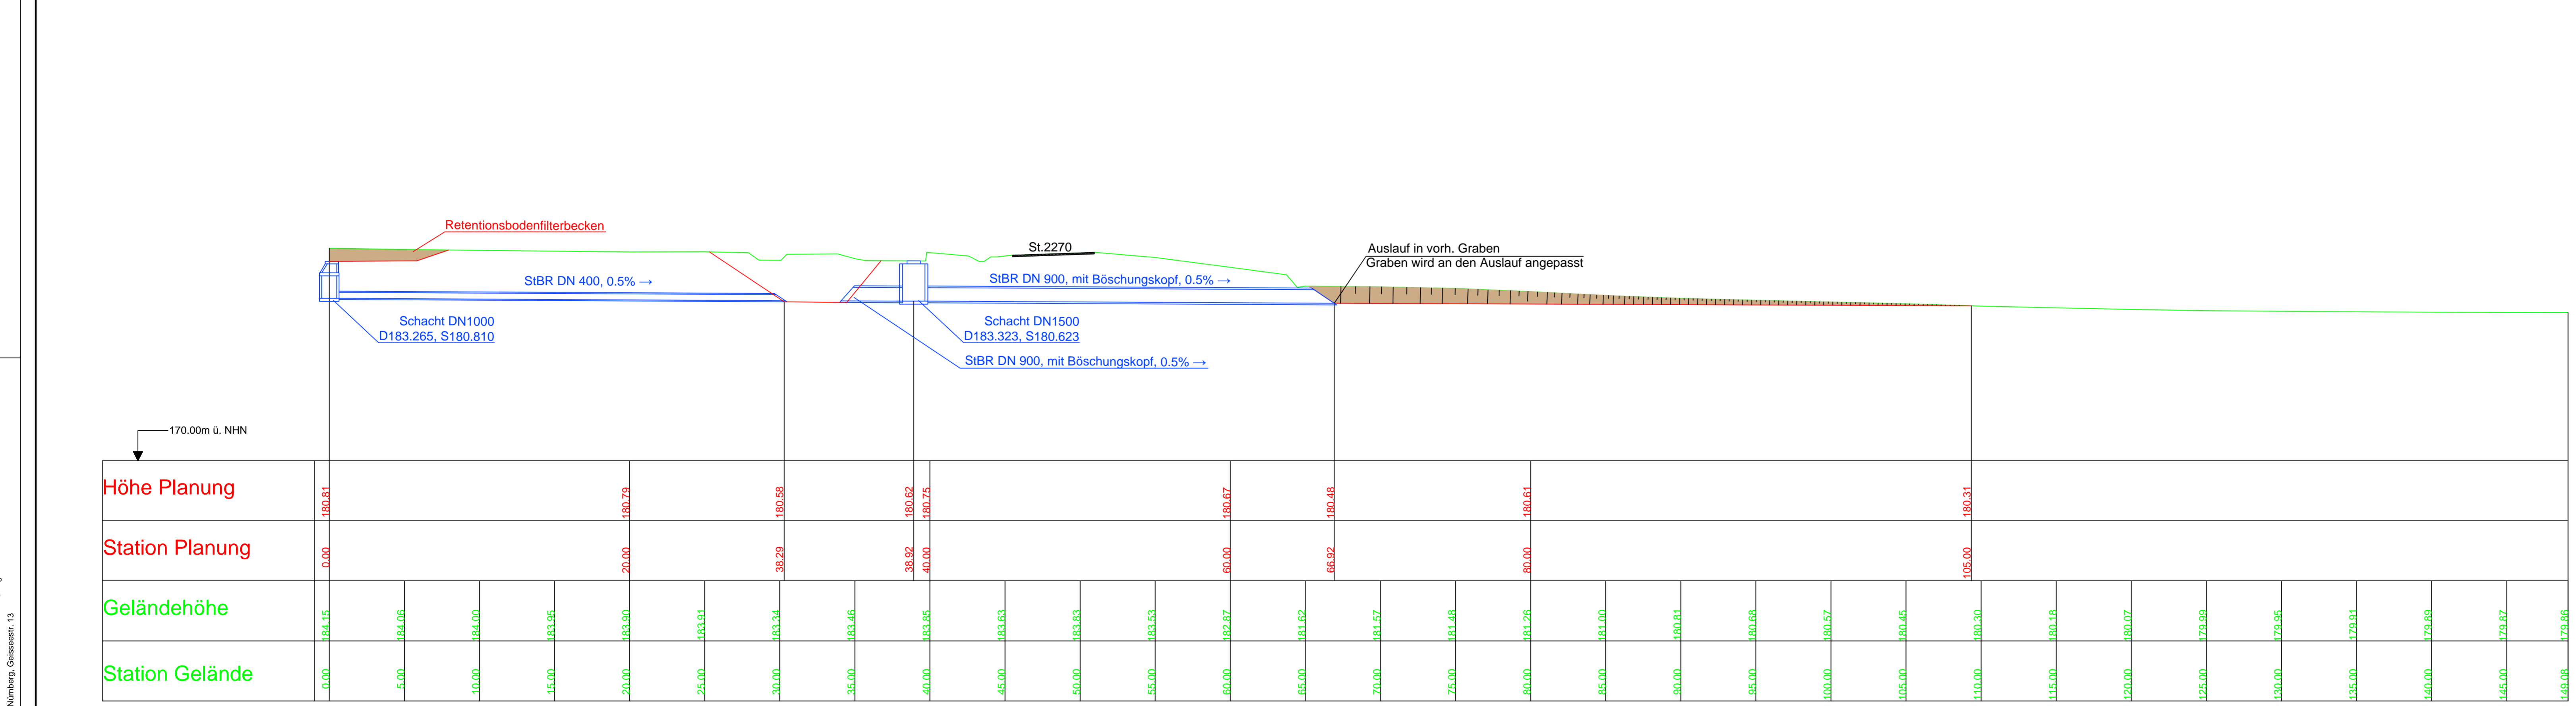 Retentionsbodenfilterbecken
St.2270
Auslauf in vorh. Graben
Graben wird an den Auslauf angepasst
StBR DN 400, 0.5% →
StBR DN 900, mit Böschungskopf, 0.5% →
Schacht DN1000
D183.265, S180.810
Schacht DN1500
D183.323, S180.623
StBR DN 900, mit Böschungskopf, 0.5% →
170.00m ü. NHN
Höhe Planung 180.81 180.79 180.58 180.62 180.75 180.67 180.48 180.61 180.31
Station Planung 0.00 20.00 38.29 38.92 40.00 60.00 66.92 80.00 105.00
Geländehöhe 184.15 184.06 184.00 183.95 183.90 183.91 183.34 183.46 183.85 183.63 183.83 183.53 182.87 181.62 181.57 181.48 181.26 181.00 180.81 180.68 180.57 180.45 180.30 180.18 180.07 179.99 179.95 179.91 179.89 179.87 179.86
Station Gelände 0.00 5.00 10.00 15.00 20.00 25.00 30.00 35.00 40.00 45.00 50.00 55.00 60.00 65.00 70.00 75.00 80.00 85.00 90.00 95.00 100.00 105.00 110.00 115.00 120.00 125.00 130.00 135.00 140.00 145.00 149.08
Nürnberg, Geisseestr. 13